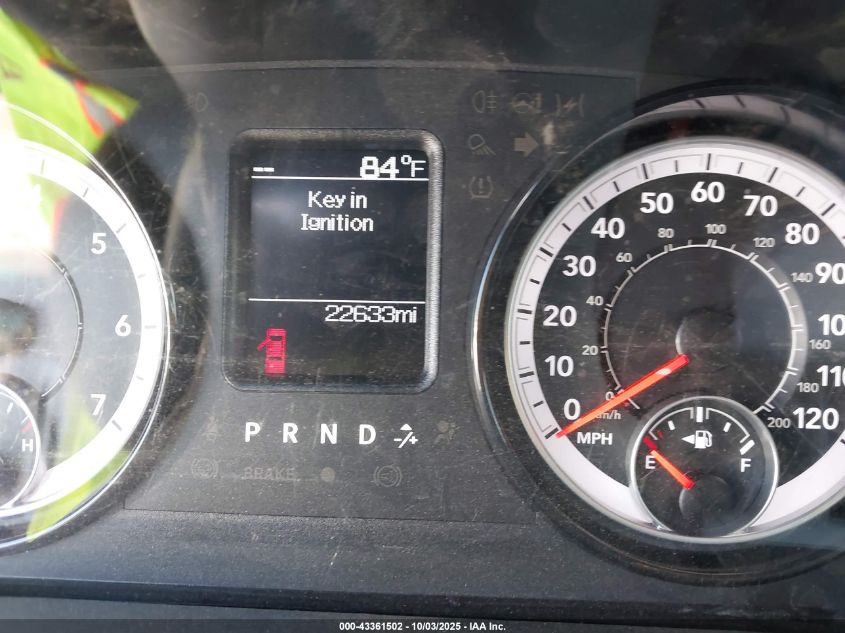 -- 84°F
Key in
Ignition
22633mi
P R N D -/+
BRAKE
5
6
7
H
0
10
20
30
40
50
60
70
80
90
120
MPH
0
20
40
60
80
100
120
140
160
180
200
km/h
E
F
000-43361502 - 10/03/2025 - IAA Inc.